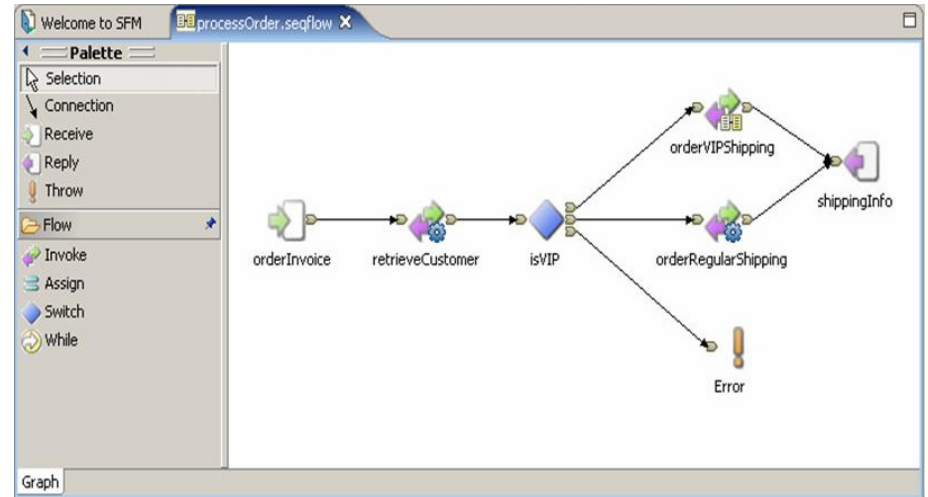 Welcome to SFM
processOrder.seqflow
Palette
Selection
Connection
Receive
Reply
Throw
Flow
Invoke
Assign
Switch
While
orderVIPShipping
shippingInfo
orderInvoice
retrieveCustomer
isVIP
orderRegularShipping
Error
Graph